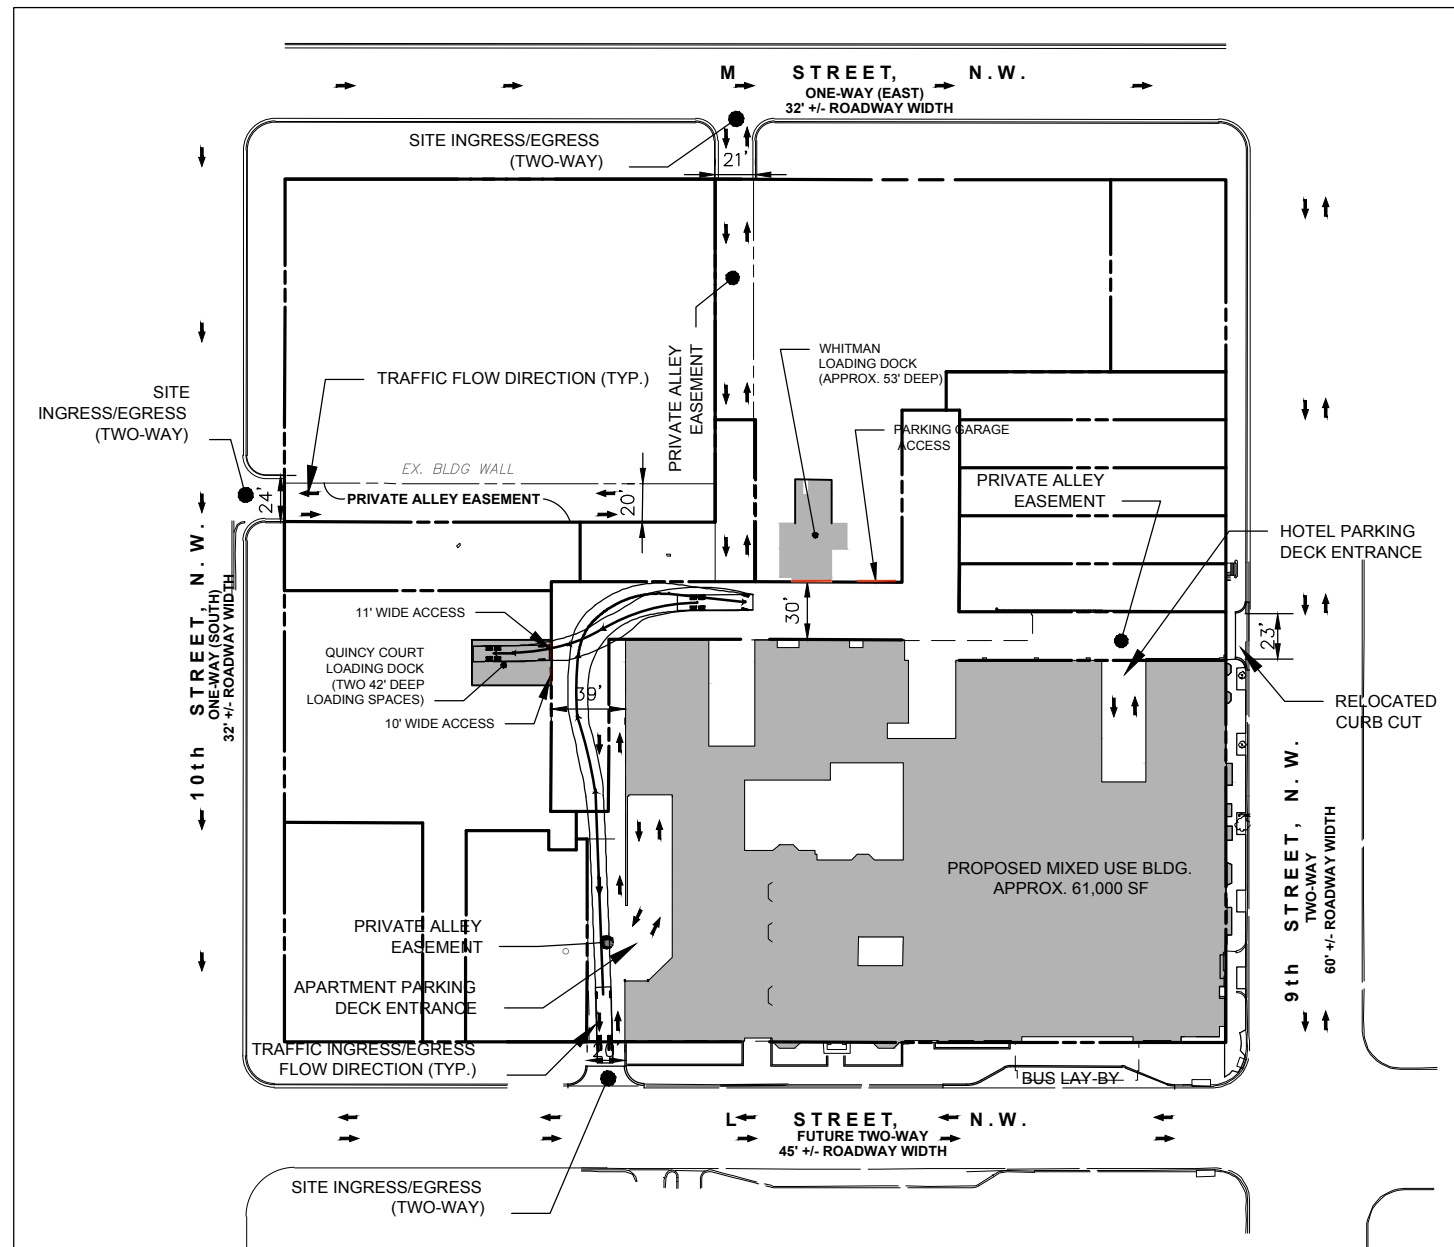 M STREET, N.W.
ONE-WAY (EAST)
32' +/- ROADWAY WIDTH
SITE INGRESS/EGRESS
(TWO-WAY)
21'
PRIVATE ALLEY
EASEMENT
WHITMAN
LOADING DOCK
(APPROX. 53' DEEP)
TRAFFIC FLOW DIRECTION (TYP.)
SITE
INGRESS/EGRESS
(TWO-WAY)
PARKING GARAGE
ACCESS
EX. BLDG WALL
PRIVATE ALLEY EASEMENT
24'
20'
PRIVATE ALLEY
EASEMENT
HOTEL PARKING
DECK ENTRANCE
10th STREET, N.W.
ONE-WAY (SOUTH)
32' +/- ROADWAY WIDTH
11' WIDE ACCESS
30'
23'
QUINCY COURT
LOADING DOCK
(TWO 42' DEEP
LOADING SPACES)
39'
10' WIDE ACCESS
RELOCATED
CURB CUT
9th STREET, N.W.
TWO-WAY
60' +/- ROADWAY WIDTH
PROPOSED MIXED USE BLDG.
APPROX. 61,000 SF
PRIVATE ALLEY
EASEMENT
APARTMENT PARKING
DECK ENTRANCE
TRAFFIC INGRESS/EGRESS
FLOW DIRECTION (TYP.)
BUS LAY-BY
L STREET, N.W.
FUTURE TWO-WAY
45' +/- ROADWAY WIDTH
SITE INGRESS/EGRESS
(TWO-WAY)